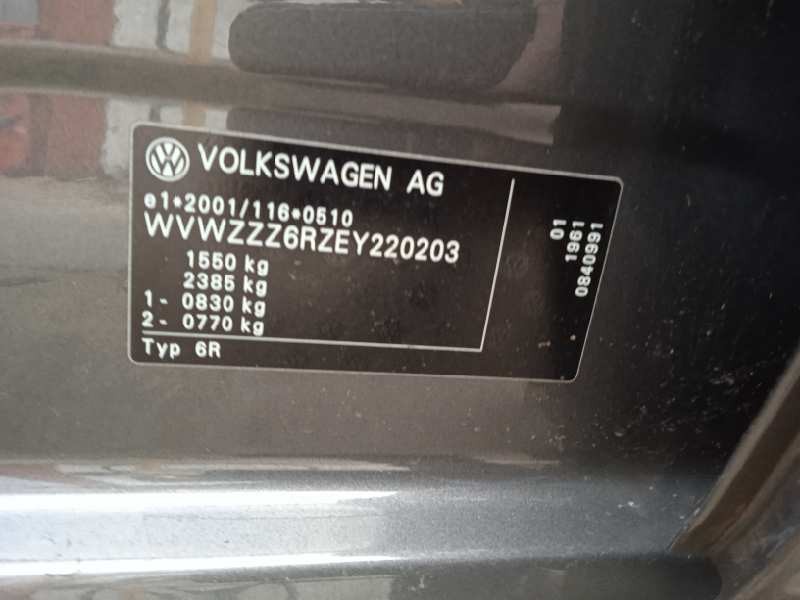 VOLKSWAGEN AG
e1*2001/116*0510
WVWZZZ6RZEY220203
1550 kg
2385 kg
1 - 0830 kg
2 - 0770 kg
Typ 6R
01
1961
0840991